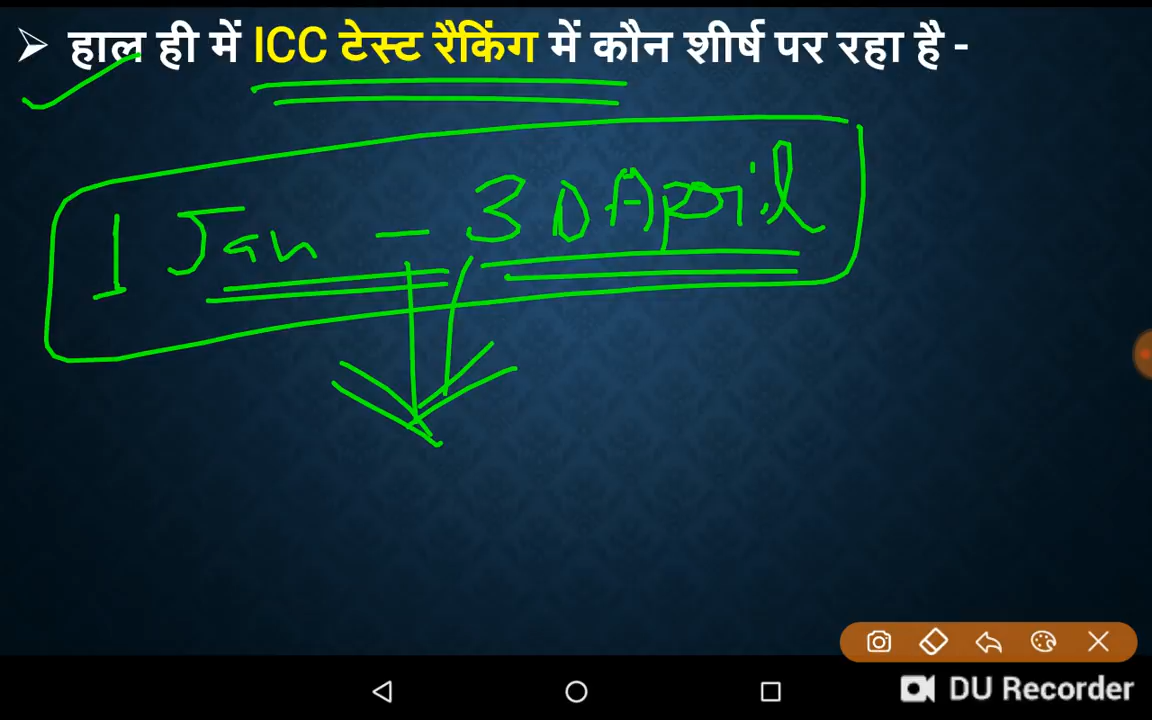 ➢ हाल ही में ICC टेस्ट रैकिंग में कौन शीर्ष पर रहा है -
1 Jan - 30 April
DU Recorder